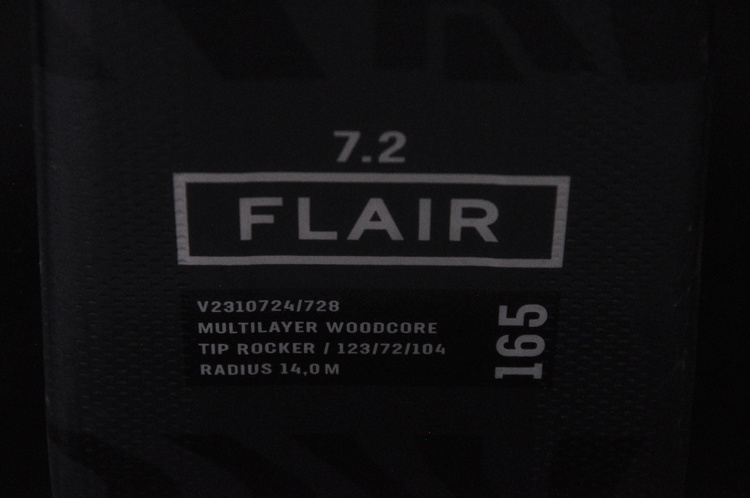 7.2
FLAIR
V2310724/728
MULTILAYER WOODCORE
TIP ROCKER / 123/72/104
RADIUS 14,0 M
165